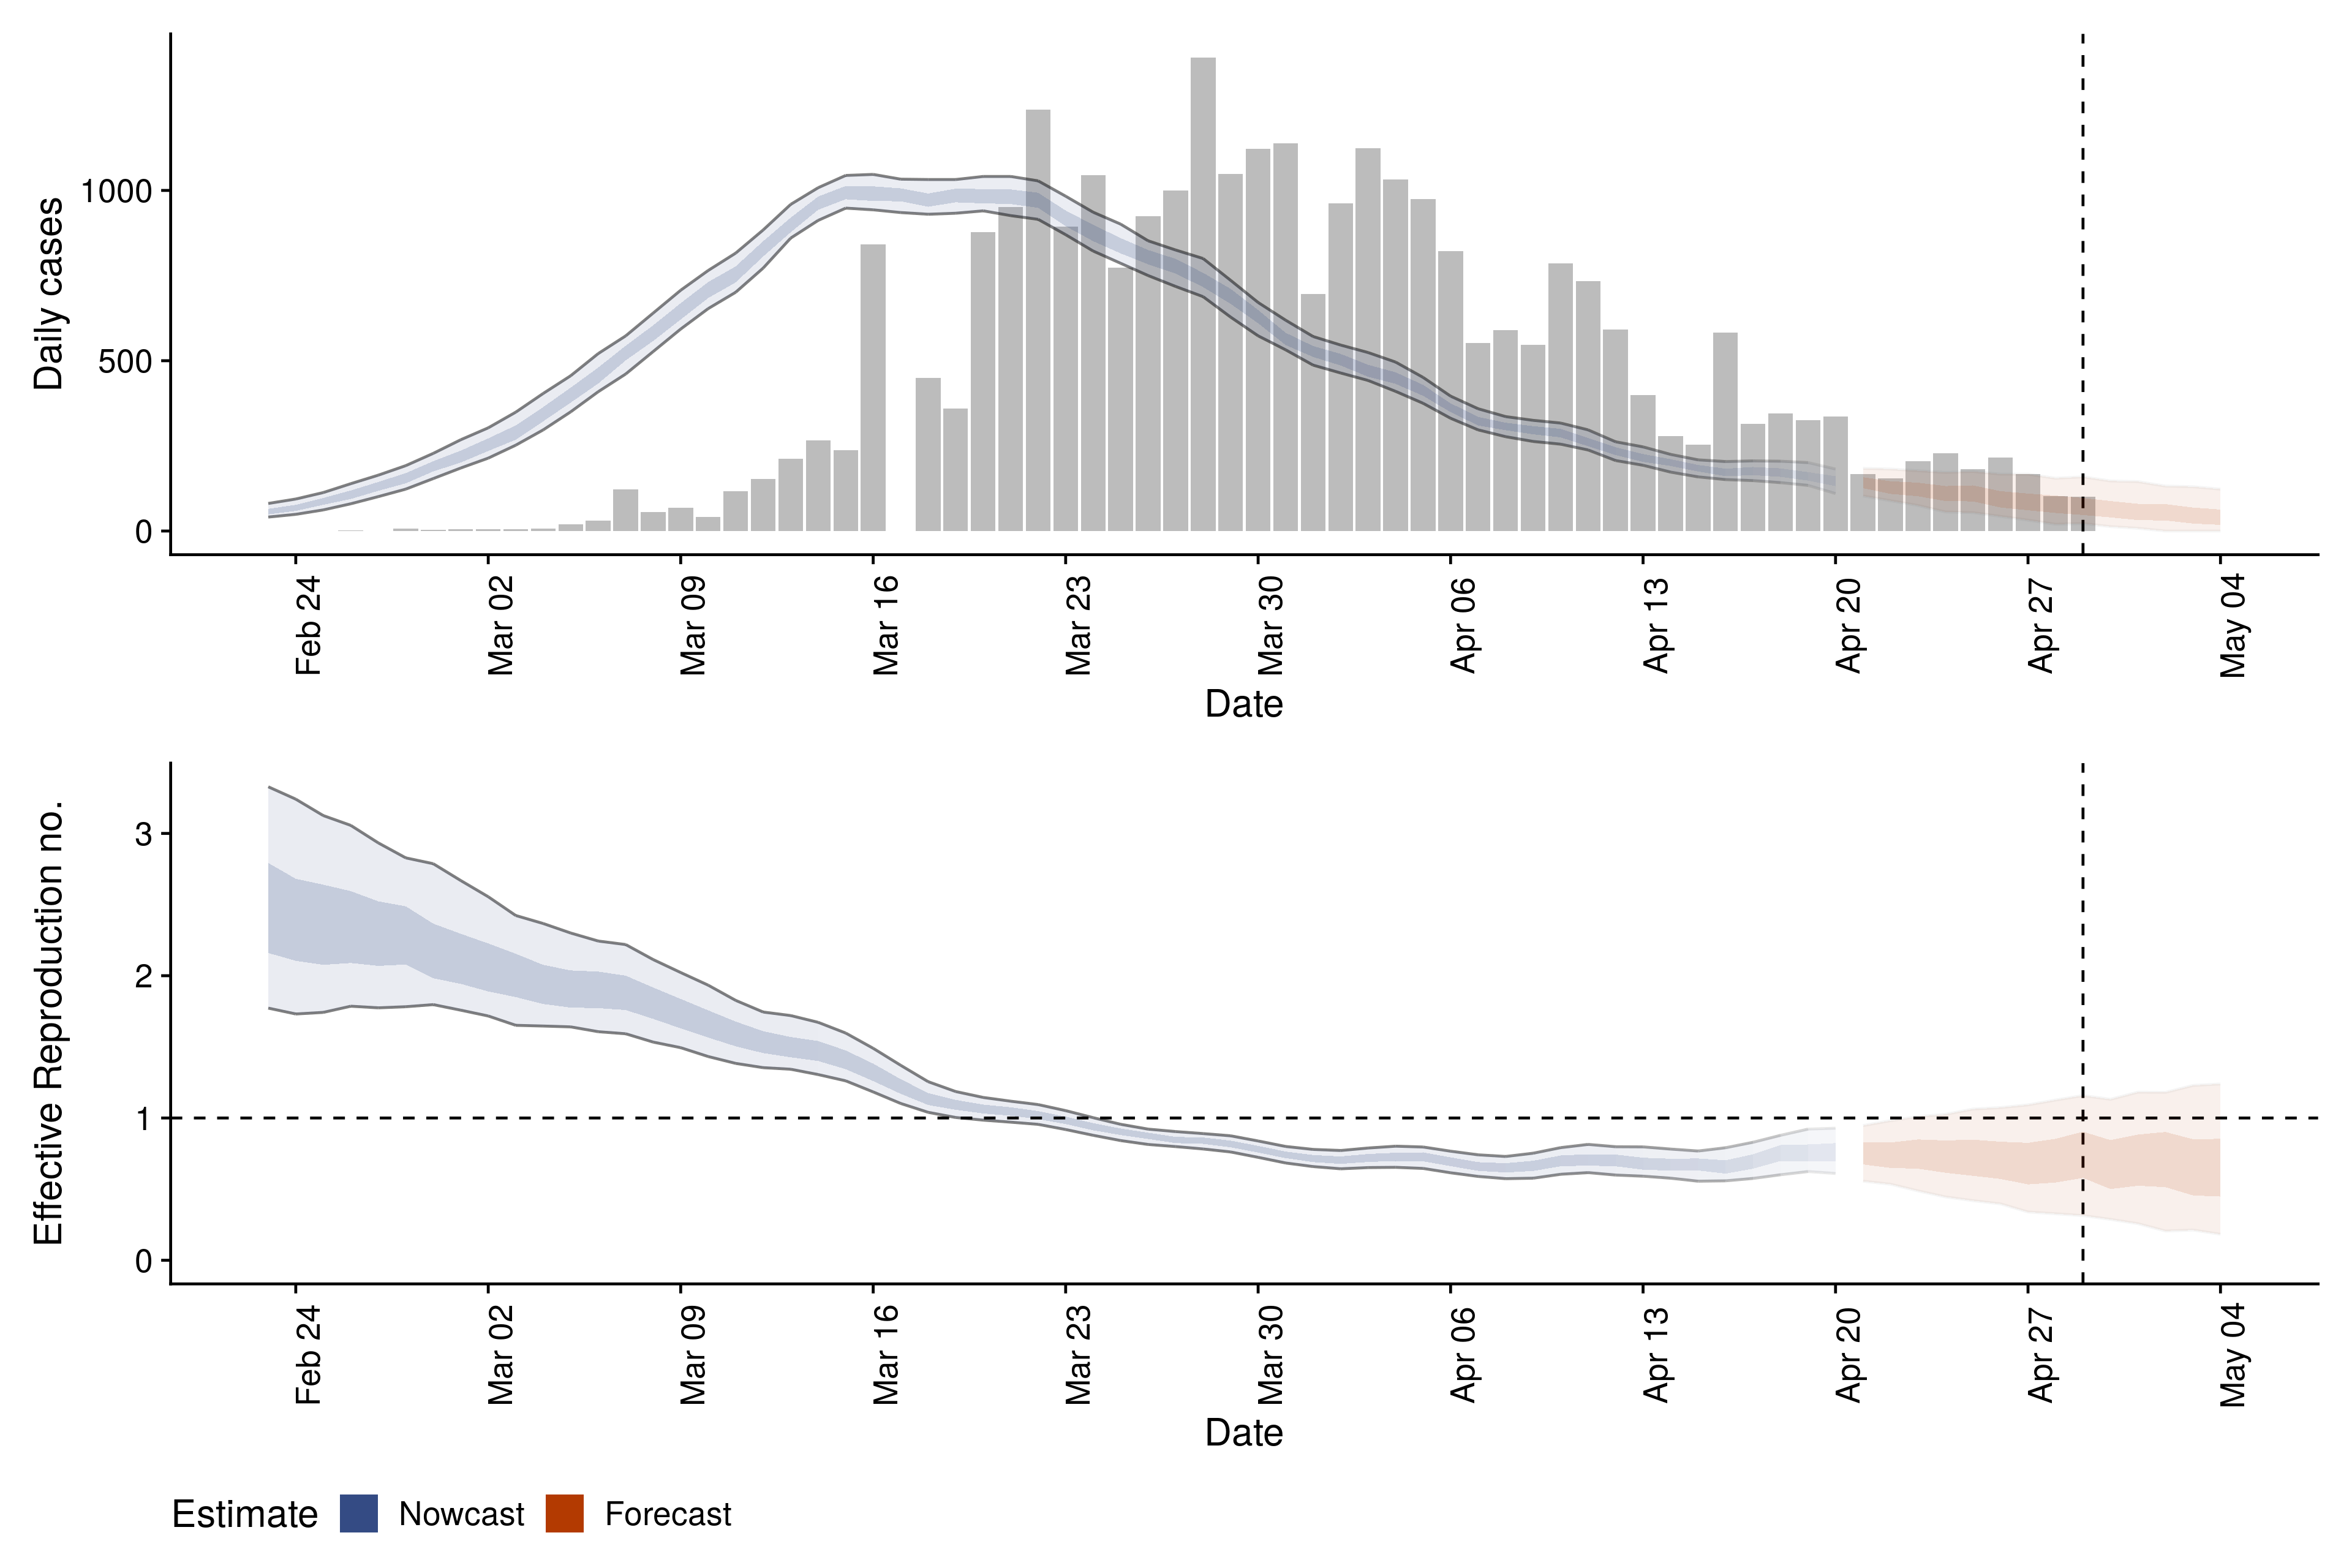 Daily cases
1000
500
0
Feb 24
Mar 02
Mar 09
Mar 16
Mar 23
Mar 30
Apr 06
Apr 13
Apr 20
Apr 27
May 04
Date
Effective Reproduction no.
3
2
1
0
Feb 24
Mar 02
Mar 09
Mar 16
Mar 23
Mar 30
Apr 06
Apr 13
Apr 20
Apr 27
May 04
Date
Estimate Nowcast Forecast